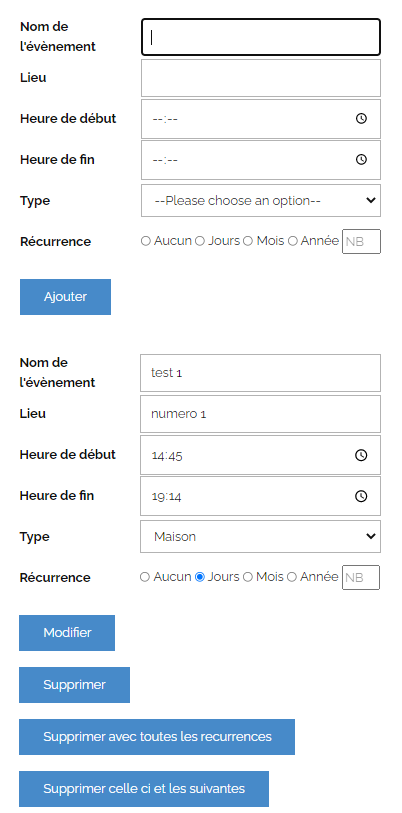 Nom de
l'évènement
Lieu
Heure de début --:--
Heure de fin --:--
Type --Please choose an option--
Récurrence Aucun Jours Mois Année NB
Ajouter
Nom de
l'évènement test 1
Lieu numero 1
Heure de début 14:45
Heure de fin 19:14
Type Maison
Récurrence Aucun Jours Mois Année NB
Modifier
Supprimer
Supprimer avec toutes les recurrences
Supprimer celle ci et les suivantes